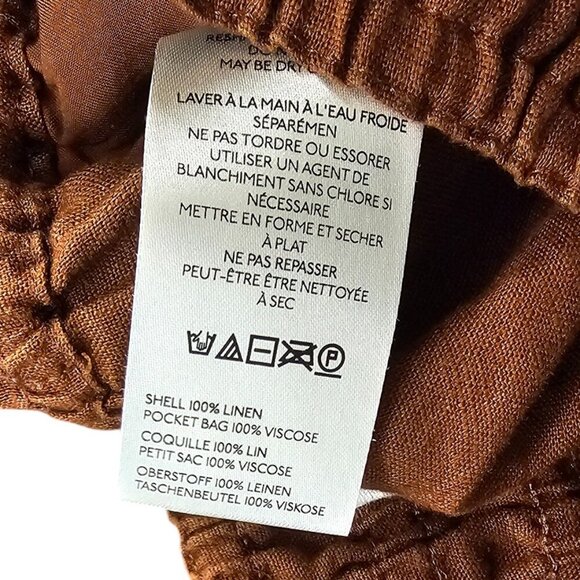 MAY BE DRY
LAVER À LA MAIN À L'EAU FROIDE
SÉPARÉMEN
NE PAS TORDRE OU ESSORER
UTILISER UN AGENT DE
BLANCHIMENT SANS CHLORE SI
NÉCESSAIRE
METTRE EN FORME ET SECHER
À PLAT
NE PAS REPASSER
PEUT-ÊTRE ÊTRE NETTOYÉE
À SEC
P
SHELL 100% LINEN
POCKET BAG 100% VISCOSE
COQUILLE 100% LIN
PETIT SAC 100% VISCOSE
OBERSTOFF 100% LEINEN
TASCHENBEUTEL 100% VISKOSE